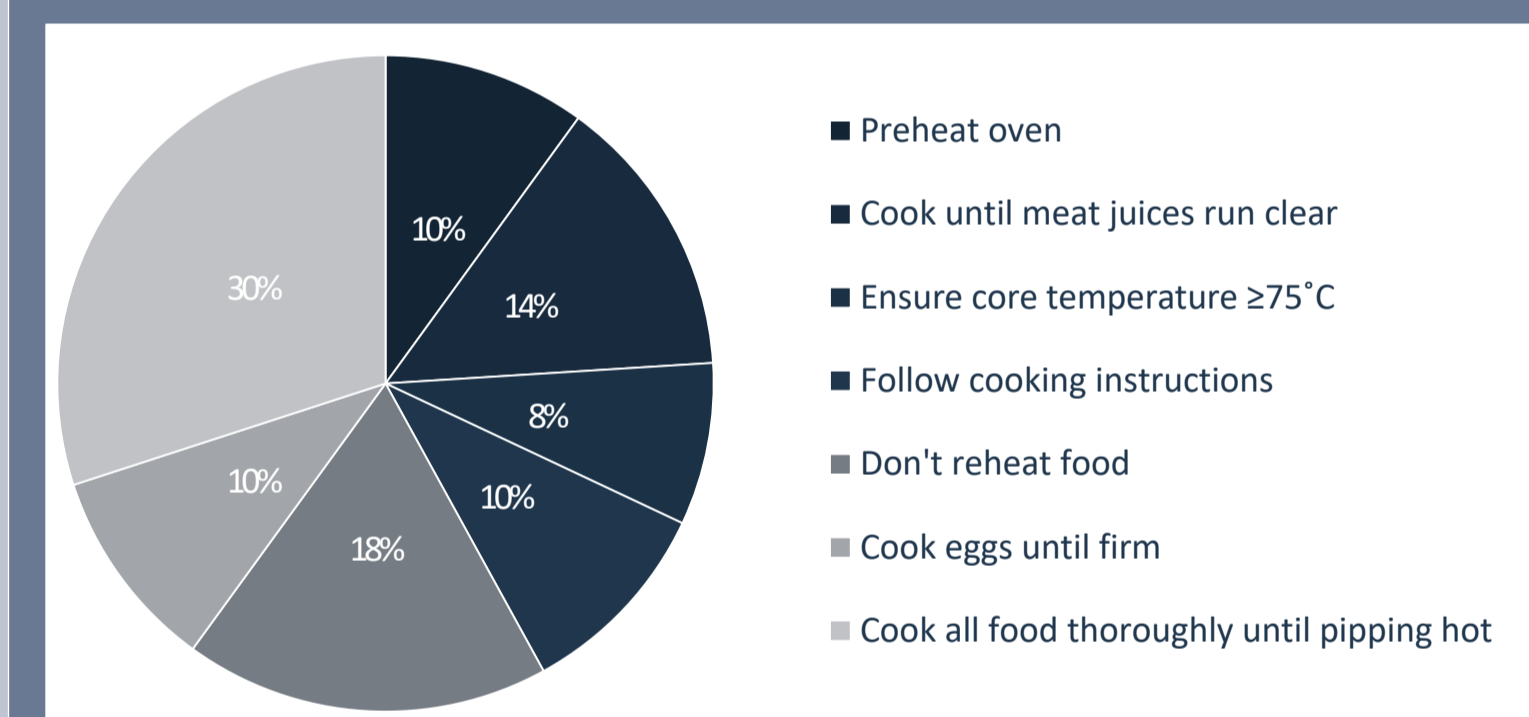 10%
14%
8%
10%
18%
10%
30%
Preheat oven
Cook until meat juices run clear
Ensure core temperature ≥75˚C
Follow cooking instructions
Don't reheat food
Cook eggs until firm
Cook all food thoroughly until pipping hot